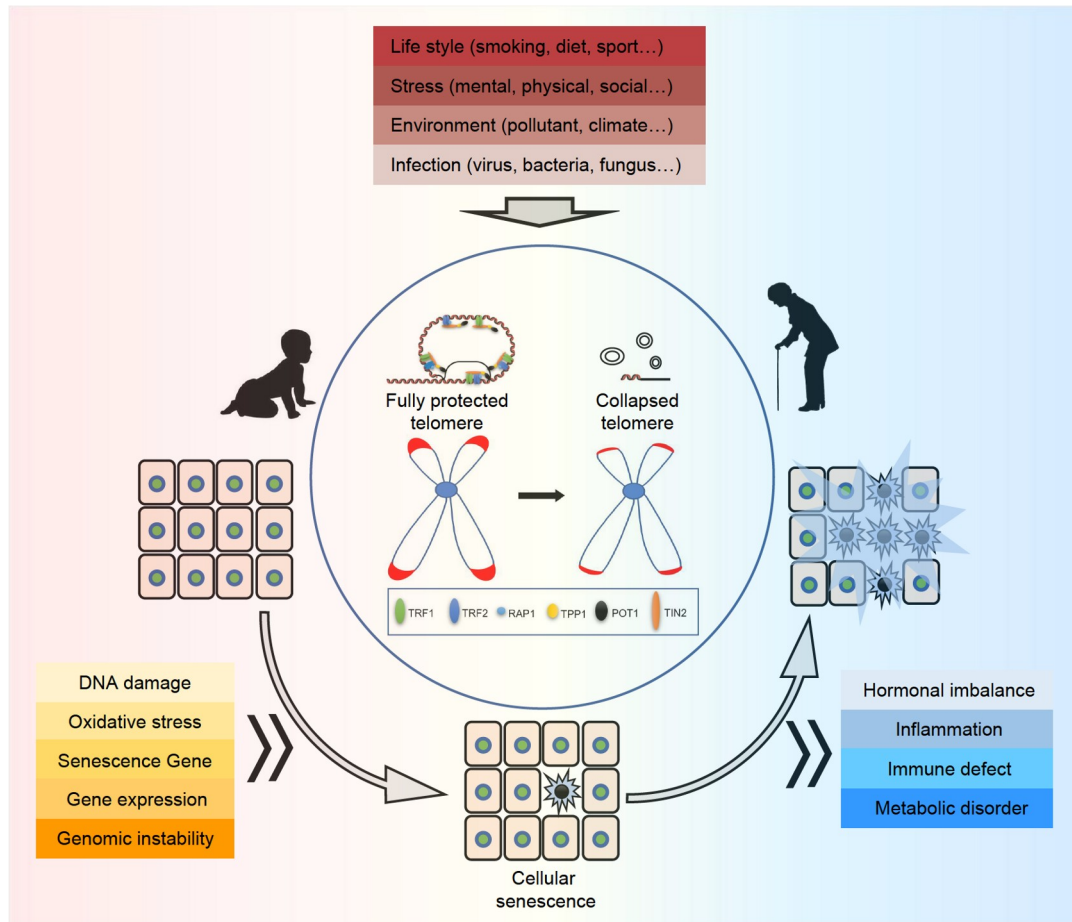 Life style (smoking, diet, sport…)
Stress (mental, physical, social…)
Environment (pollutant, climate…)
Infection (virus, bacteria, fungus…)
Fully protected
telomere
Collapsed
telomere
TRF1
TRF2
RAP1
TPP1
POT1
TIN2
DNA damage
Oxidative stress
Senescence Gene
Gene expression
Genomic instability
Hormonal imbalance
Inflammation
Immune defect
Metabolic disorder
Cellular
senescence